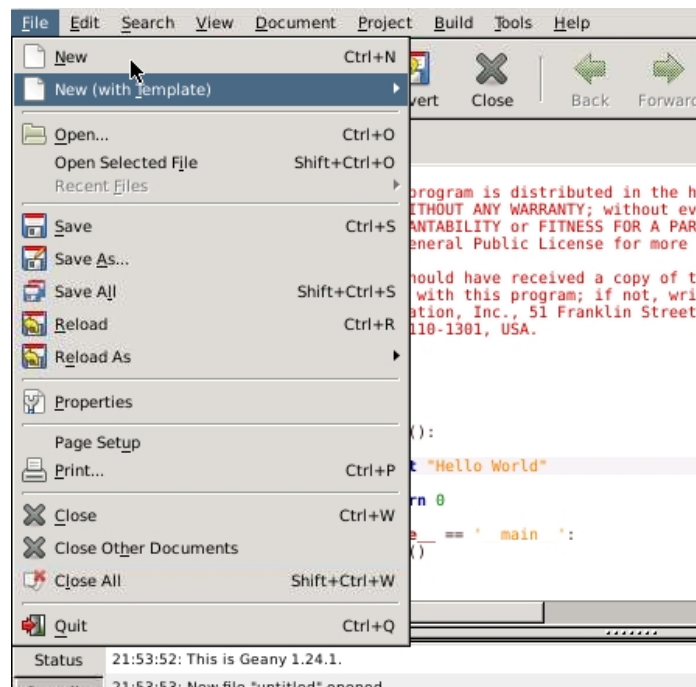 File Edit Search View Document Project Build Tools Help
New Ctrl+N
New (with Template)
vert Close Back Forward
Open... Ctrl+O
Open Selected File Shift+Ctrl+O
Recent Files
Save Ctrl+S
Save As...
Save All Shift+Ctrl+S
Reload Ctrl+R
Reload As
Properties
Page Setup
Print... Ctrl+P
Close Ctrl+W
Close Other Documents
Close All Shift+Ctrl+W
Quit Ctrl+Q
program is distributed in the h
ITHOUT ANY WARRANTY; without ev
ANTABILITY or FITNESS FOR A PAR
eneral Public License for more
hould have received a copy of t
with this program; if not, wri
ation, Inc., 51 Franklin Street
110-1301, USA.
():
t "Hello World"
rn 0
e__ == '__main__':
()
Status 21:53:52: This is Geany 1.24.1.
21:53:53: New file "untitled" opened